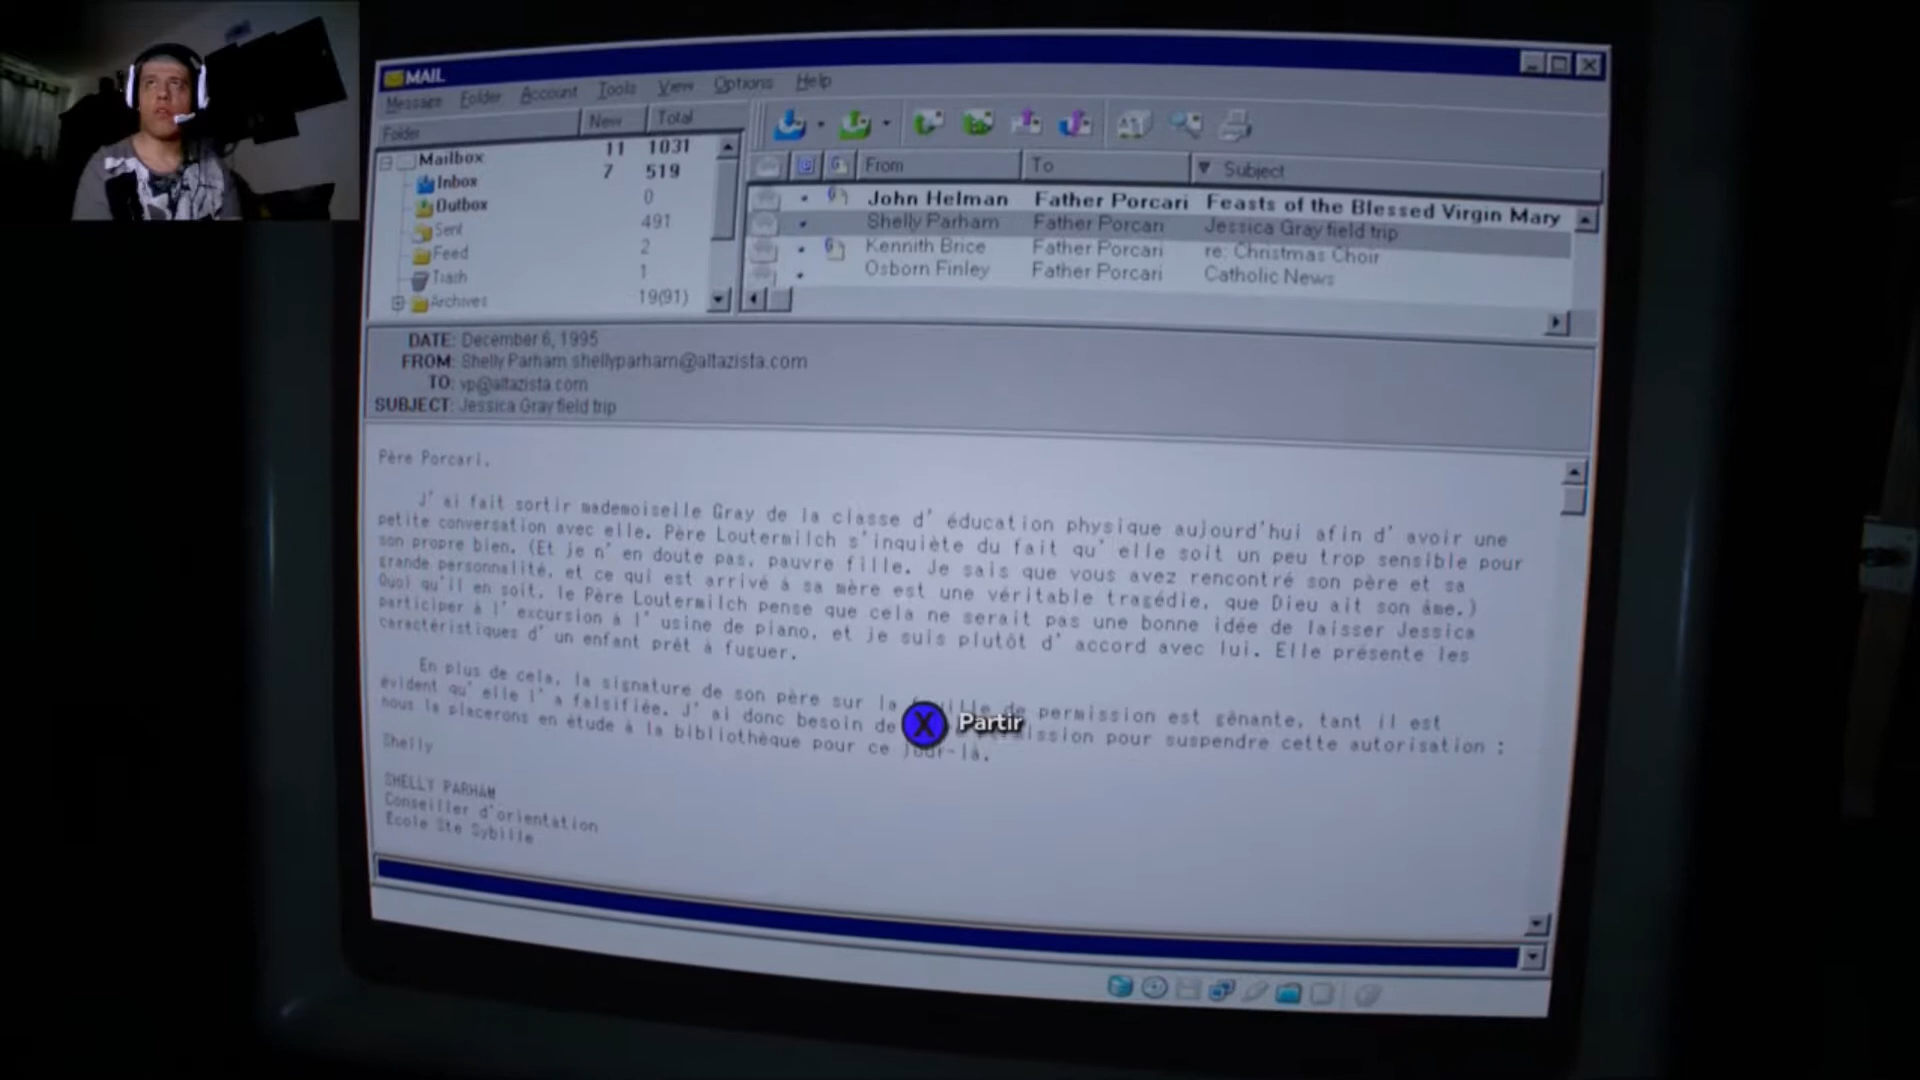 MAIL
Message Folder Account Tools View Options Help
Folder New Total
Mailbox 11 1031
Inbox 7 519
Outbox 0
Sent 491
Feed 2
Trash 1
Archives 19(91)
From To Subject
John Helman Father Porcari Feasts of the Blessed Virgin Mary
Shelly Parham Father Porcari Jessica Gray field trip
Kennith Brice Father Porcari re: Christmas Choir
Osborn Finley Father Porcari Catholic News
DATE: December 6, 1995
FROM: Shelly Parham shellyparham@altazista.com
TO: vp@altazista.com
SUBJECT: Jessica Gray field trip
Père Porcari,
J' ai fait sortir mademoiselle Gray de la classe d' éducation physique aujourd'hui afin d' avoir une
petite conversation avec elle. Père Loutermilch s'inquiète du fait qu' elle soit un peu trop sensible pour
son propre bien. (Et je n' en doute pas, pauvre fille. Je sais que vous avez rencontré son père et sa
grande personnalité, et ce qui est arrivé à sa mère est une véritable tragédie, que Dieu ait son âme.)
Quoi qu'il en soit, le Père Loutermilch pense que cela ne serait pas une bonne idée de laisser Jessica
participer à l' excursion à l' usine de piano, et je suis plutôt d' accord avec lui. Elle présente les
caractéristiques d' un enfant prêt à fuguer.
En plus de cela, la signature de son père sur la feuille de permission est gênante, tant il est
évident qu' elle l' a falsifiée. J' ai donc besoin de permission pour suspendre cette autorisation :
nous la placerons en étude à la bibliothèque pour ce jour-là.
X Partir
Shelly
SHELLY PARHAM
Conseiller d'orientation
Ecole Ste Sybille